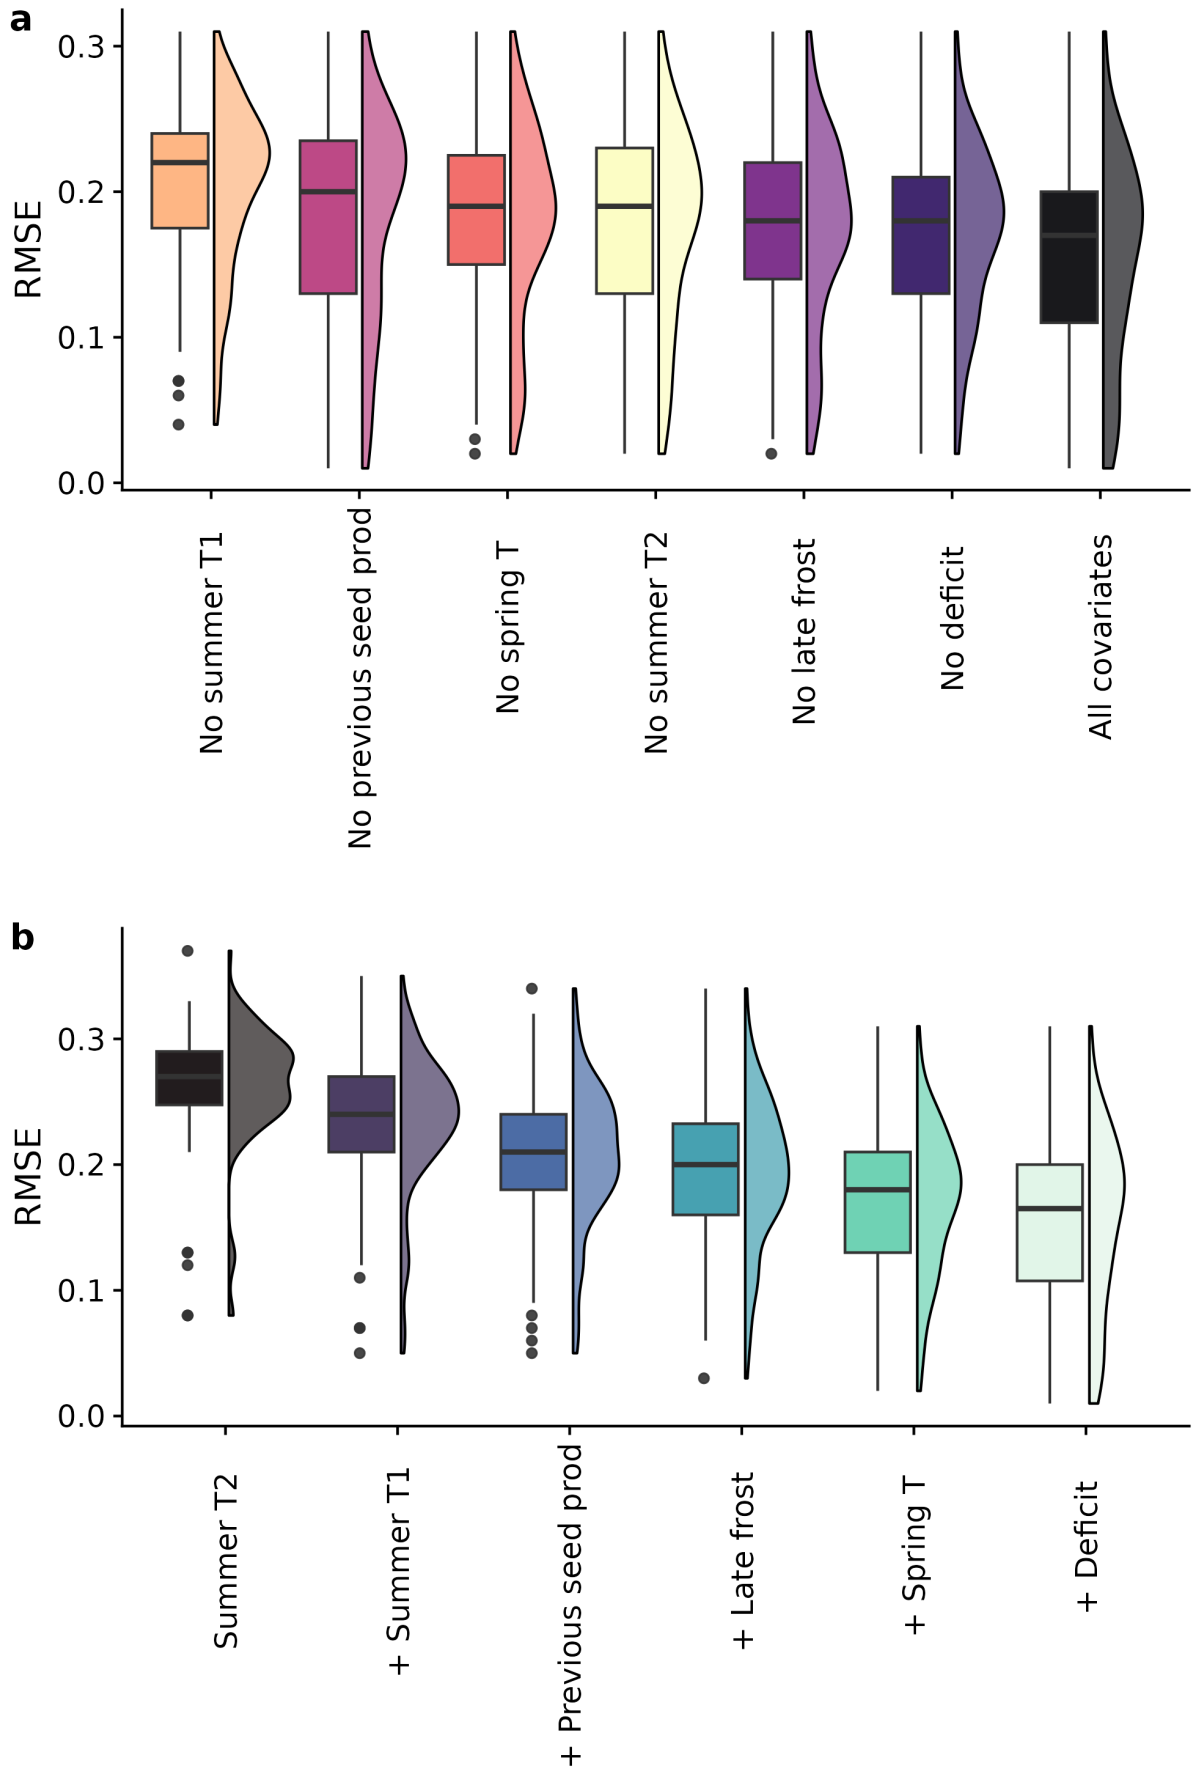 a
0.3
0.2
0.1
0.0
RMSE
No summer T1
No previous seed prod
No spring T
No summer T2
No late frost
No deficit
All covariates
b
0.3
0.2
0.1
0.0
RMSE
Summer T2
+ Summer T1
+ Previous seed prod
+ Late frost
+ Spring T
+ Deficit